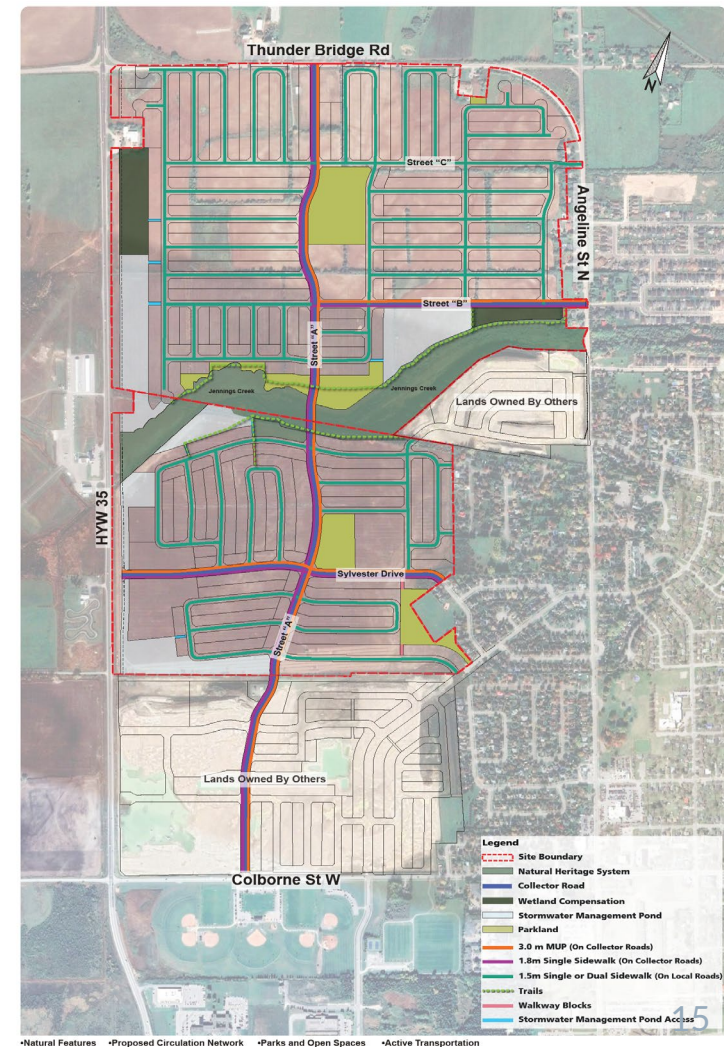 Thunder Bridge Rd
N
Street "C"
Angeline St N
Street "B"
Street "A"
Jennings Creek
Jennings Creek
Lands Owned By Others
HYW 35
Sylvester Drive
Street "A"
Lands Owned By Others
Colborne St W
Legend
Site Boundary
Natural Heritage System
Collector Road
Wetland Compensation
Stormwater Management Pond
Parkland
3.0 m MUP (On Collector Roads)
1.8m Single Sidewalk (On Collector Roads)
1.5m Single or Dual Sidewalk (On Local Roads)
Trails
Walkway Blocks
Stormwater Management Pond Access
15
•Natural Features •Proposed Circulation Network •Parks and Open Spaces •Active Transportation